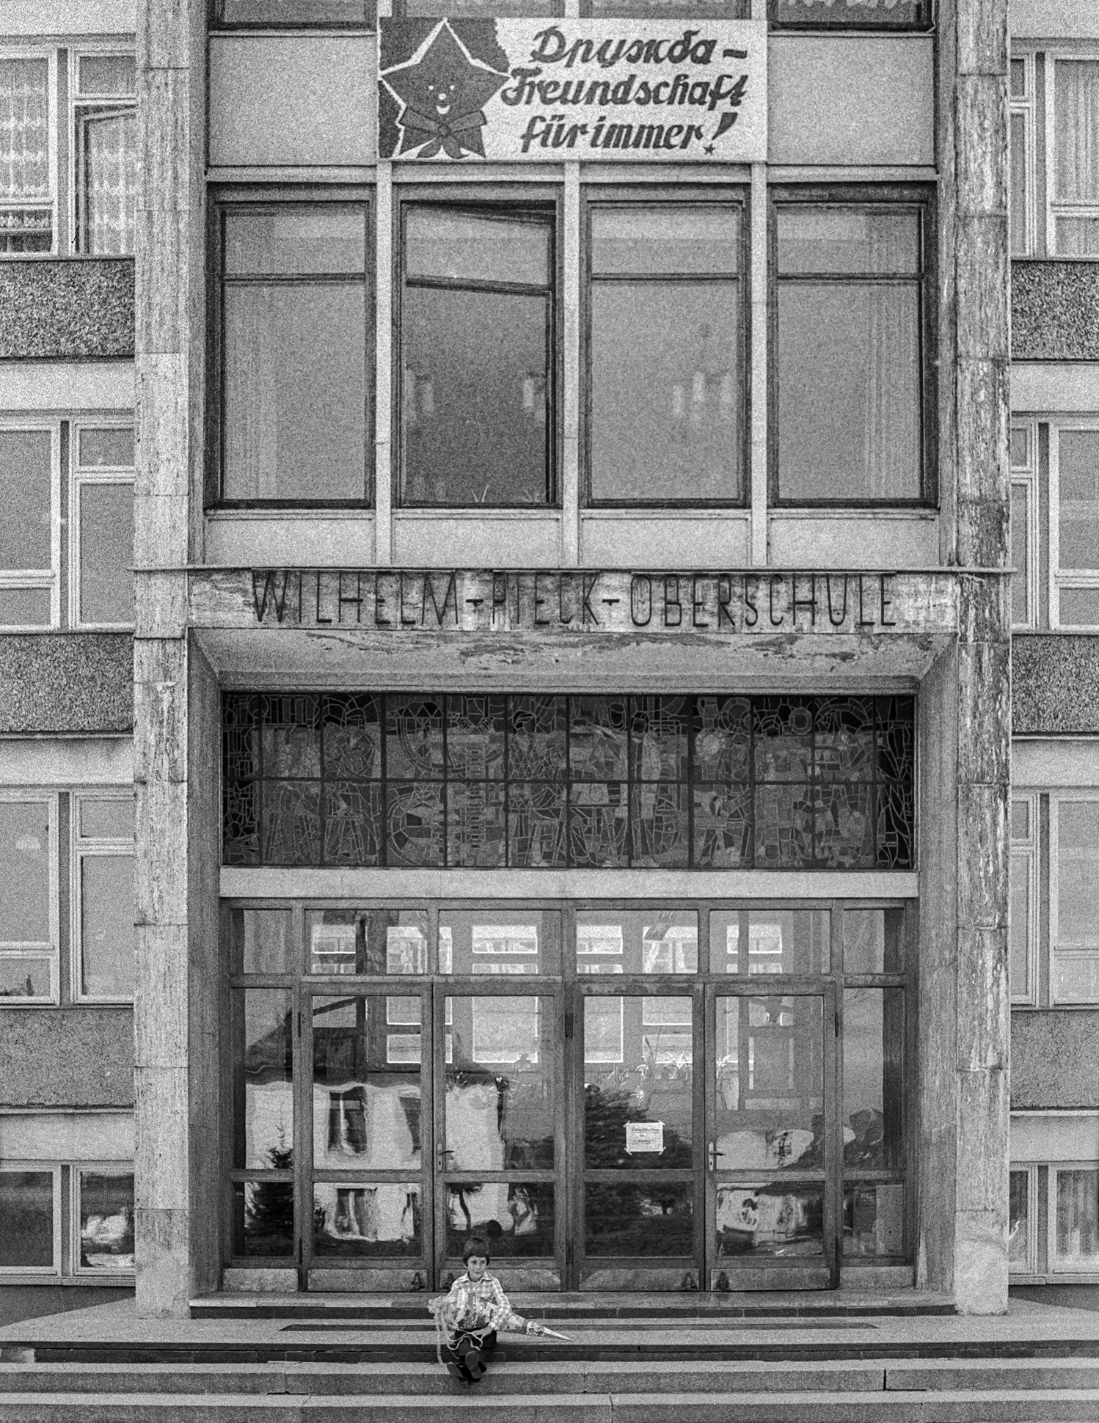 Дружба-
Freundschaft
für immer!
WILHELM-PIECK-OBERSCHULE